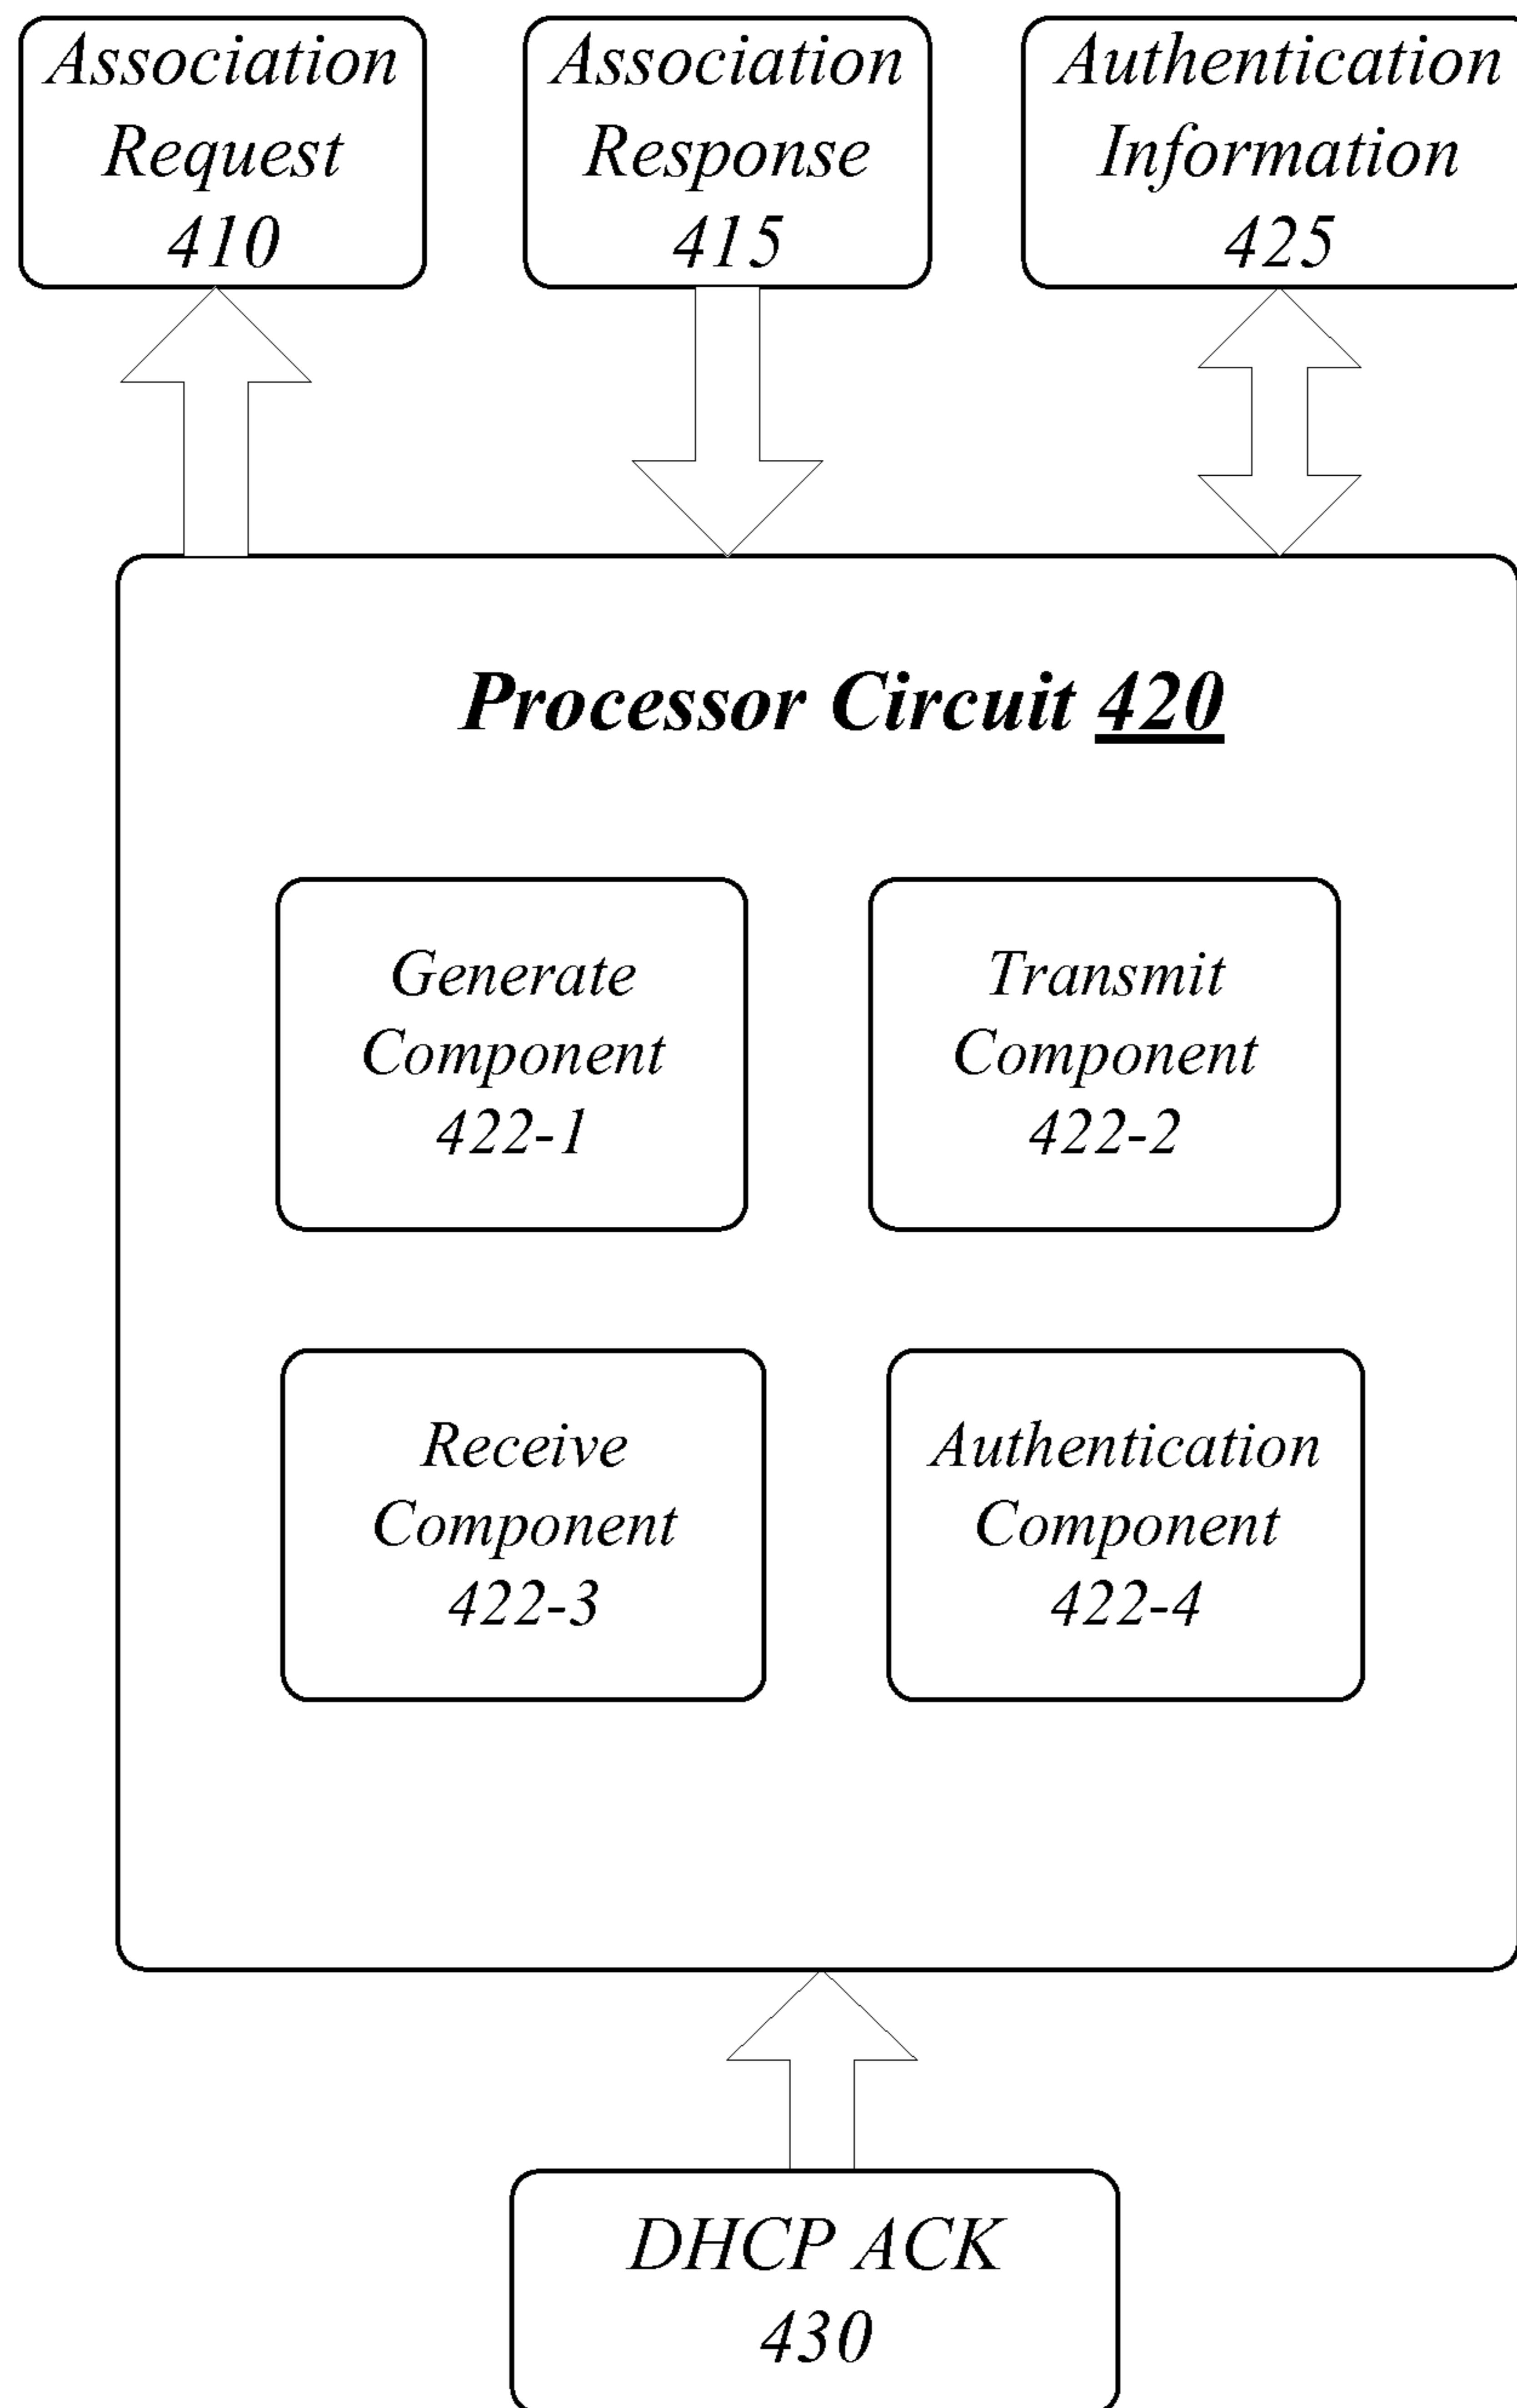 Association
Request
410
Association
Response
415
Authentication
Information
425
Processor Circuit 420
Generate
Component
422-1
Transmit
Component
422-2
Receive
Component
422-3
Authentication
Component
422-4
DHCP ACK
430